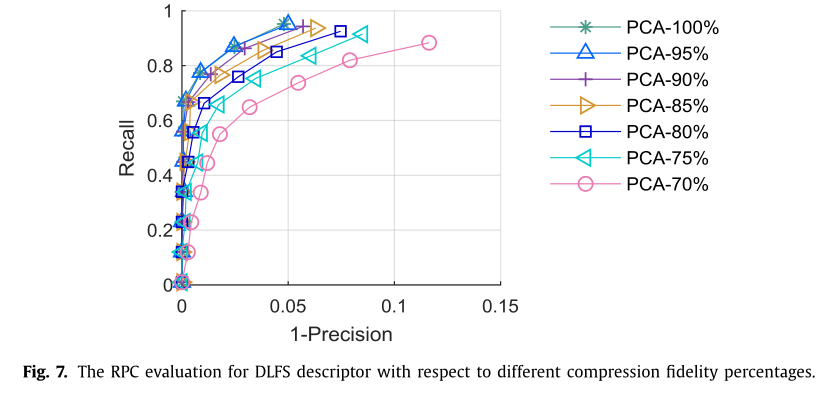 1
0.8
0.6
0.4
0.2
0
Recall
0
0.05
0.1
0.15
1-Precision
PCA-100%
PCA-95%
PCA-90%
PCA-85%
PCA-80%
PCA-75%
PCA-70%
Fig. 7. The RPC evaluation for DLFS descriptor with respect to different compression fidelity percentages.